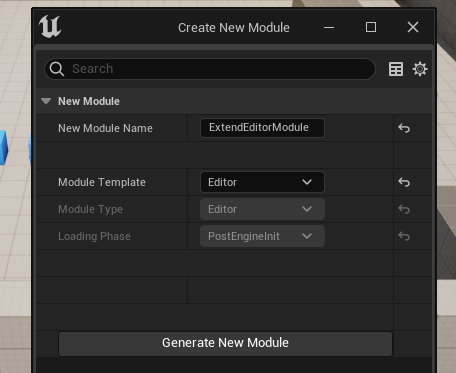 Create New Module
Search
New Module
New Module Name ExtendEditorModule
Module Template Editor
Module Type Editor
Loading Phase PostEngineInit
Generate New Module